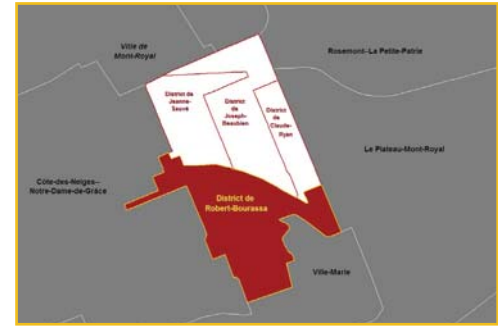 Ville de
Mont-Royal
Rosemont–La Petite-Patrie
District de
Jeanne-
Sauvé
District
de
Joseph-
Beaubien
District
de
Claude-
Ryan
Le Plateau-Mont-Royal
Côte-des-Neiges–
Notre-Dame-de-Grâce
District de
Robert-Bourassa
Ville-Marie